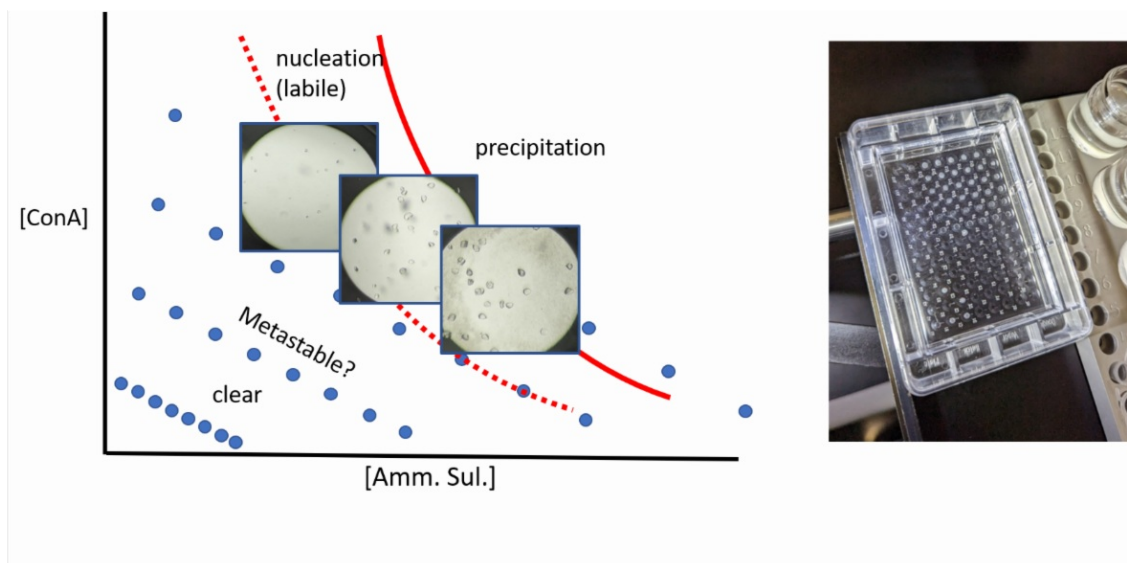 nucleation
(labile)
precipitation
[ConA]
Metastable?
clear
[Amm. Sul.]